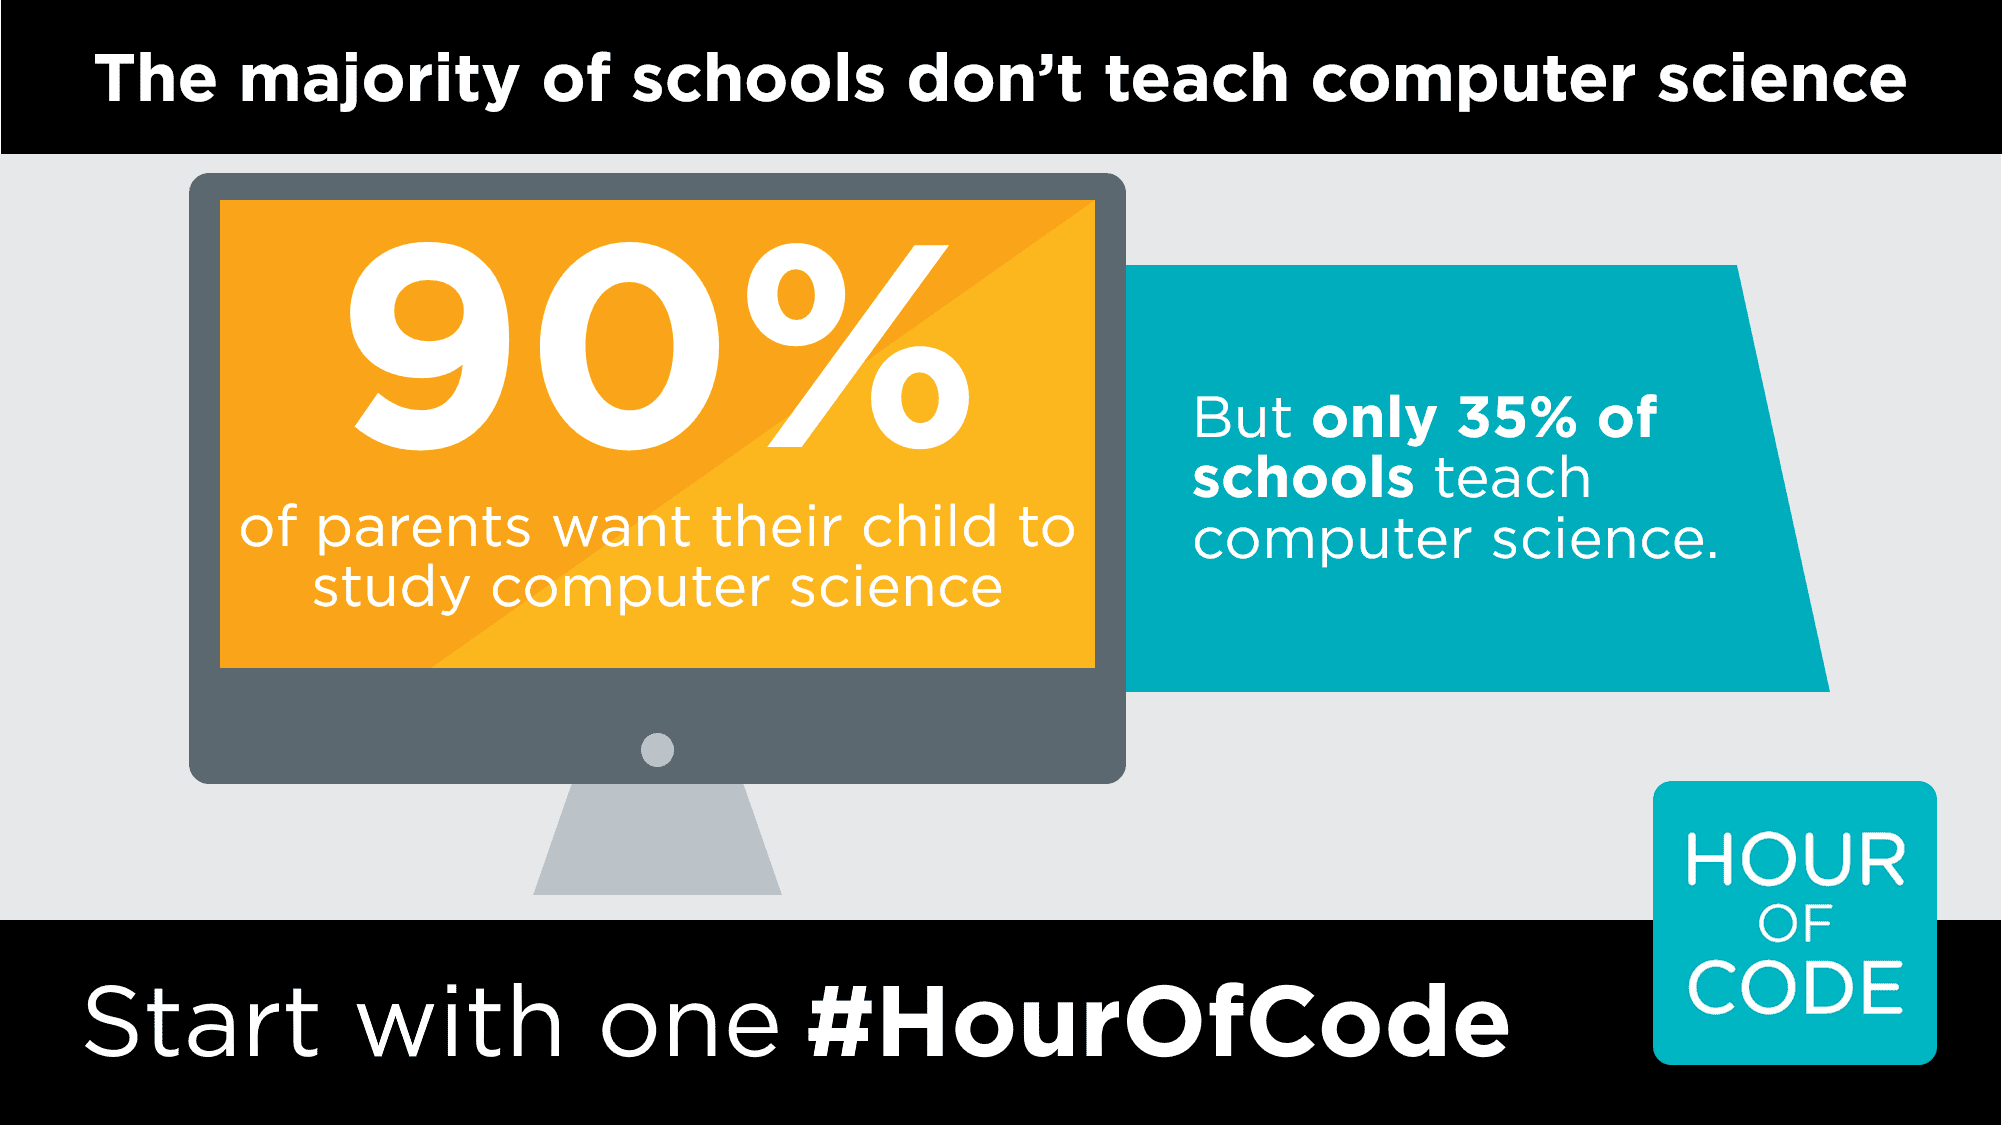 The majority of schools don’t teach computer science
90%
of parents want their child to
study computer science
But only 35% of
schools teach
computer science.
HOUR
OF
CODE
Start with one #HourOfCode